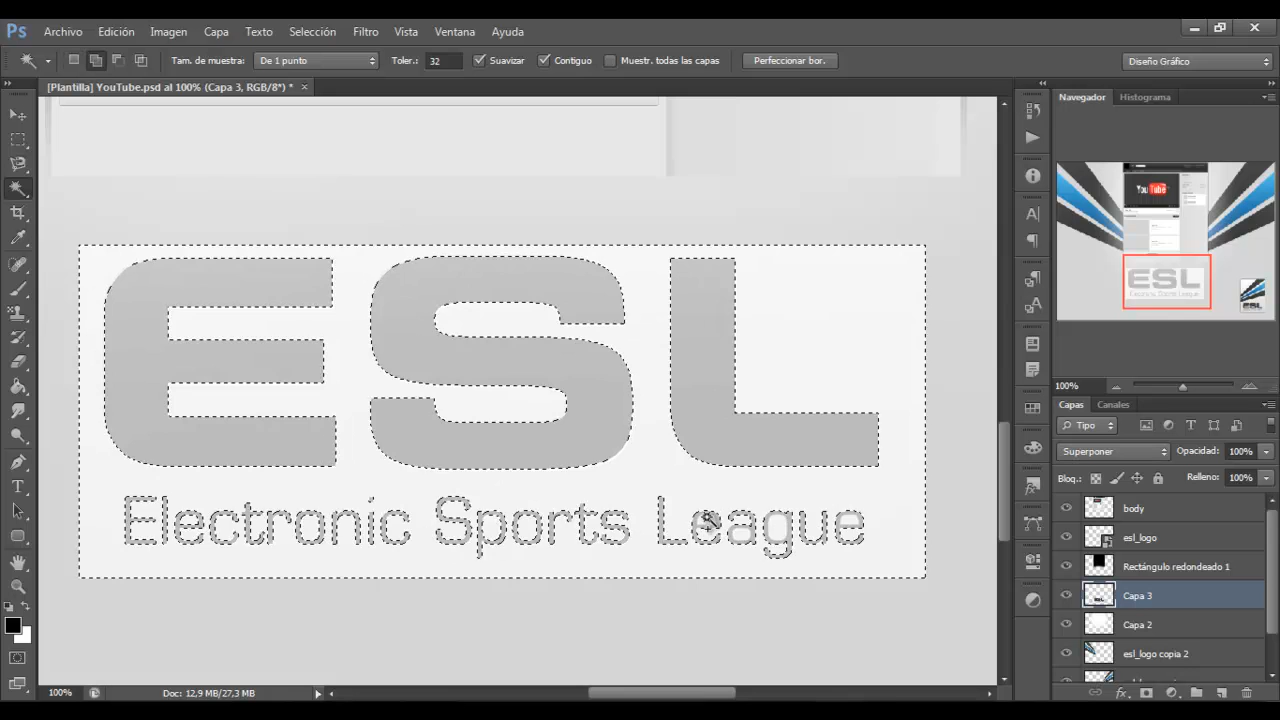 Ps Archivo Edición Imagen Capa Texto Selección Filtro Vista Ventana Ayuda
Tam. de muestra: De 1 punto Toler.: 32 Suavizar Contiguo Muestr. todas las capas Perfeccionar bor. Diseño Gráfico
[Plantilla] YouTube.psd al 100% (Capa 3, RGB/8*) *
Navegador Histograma
You Tube
ESL
ESL
Electronic Sports League
100%
Capas Canales
Tipo
Superponer Opacidad: 100%
Bloq.: Relleno: 100%
body
esl_logo
Rectángulo redondeado 1
Capa 3
Capa 2
esl_logo copia 2
100% Doc: 12,9 MB/27,3 MB